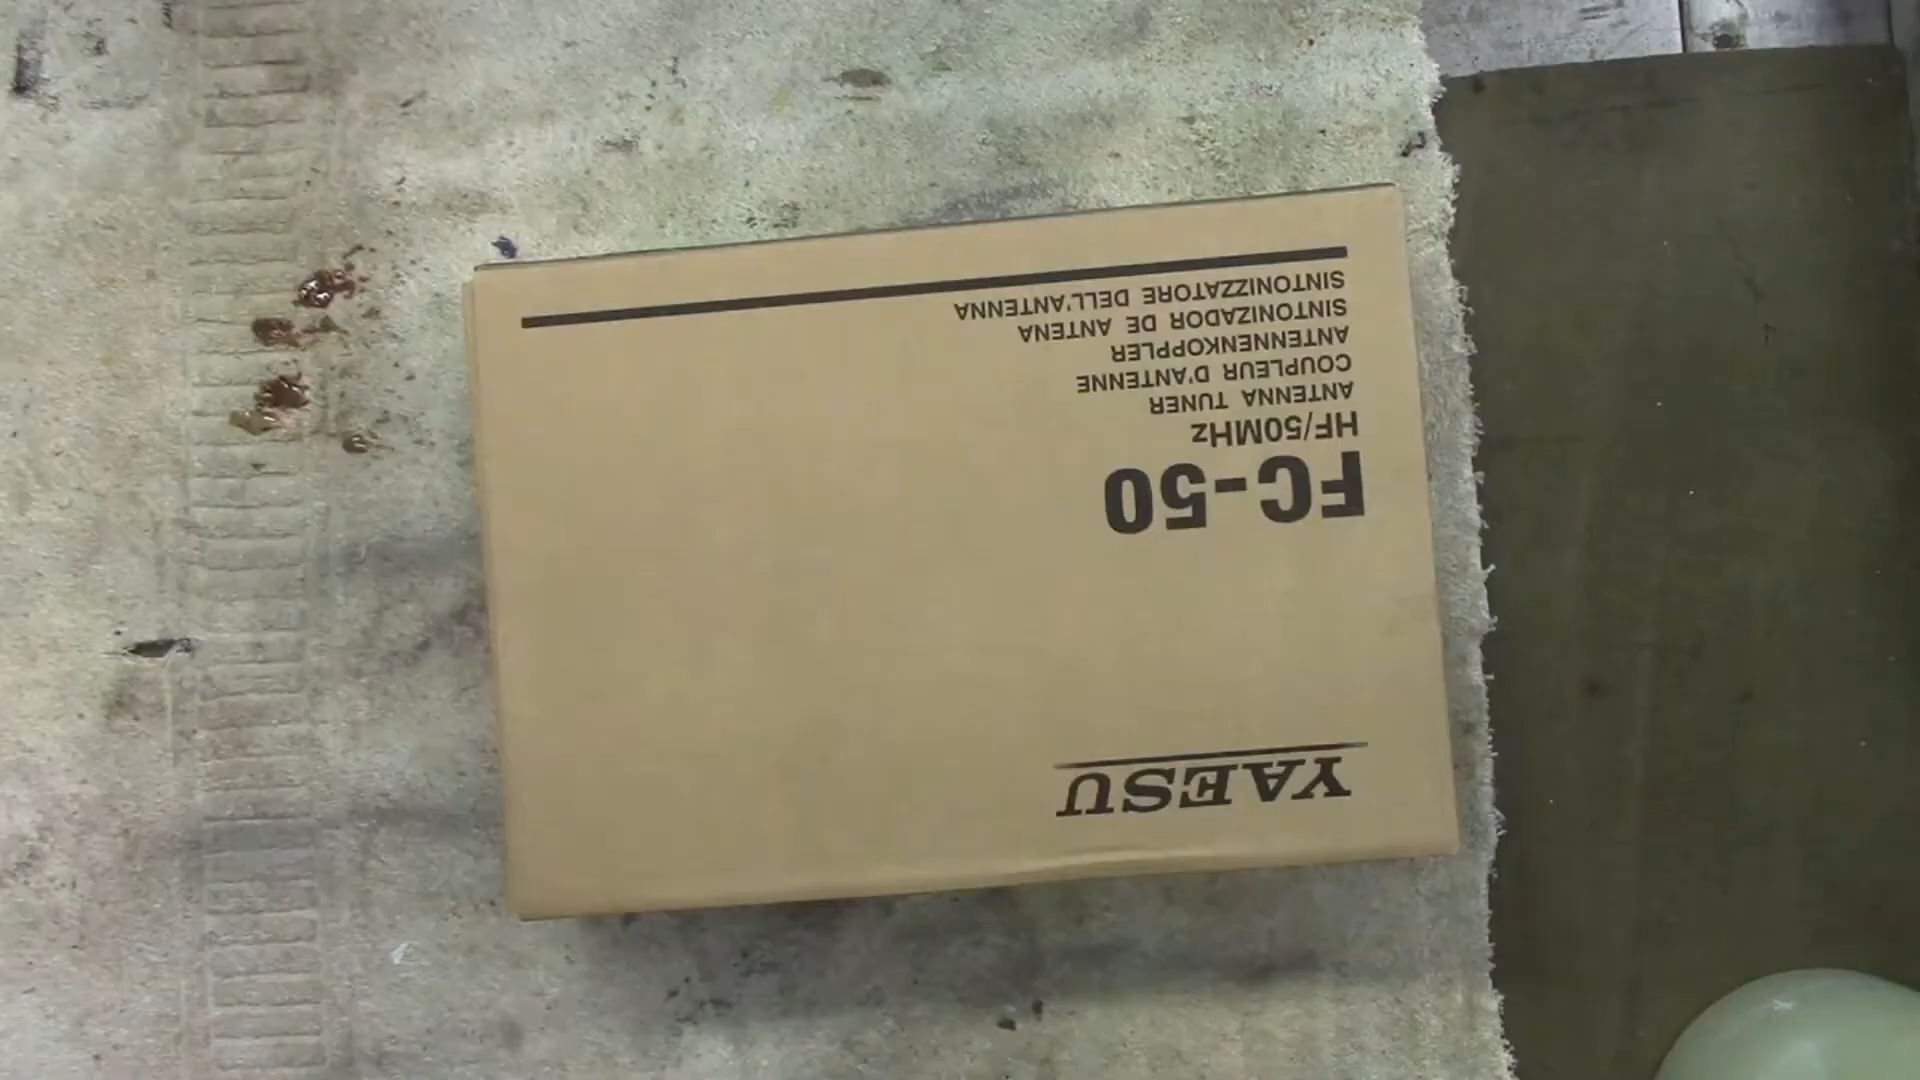 YAESU
FC-50
HF/50MHz
ANTENNA TUNER
COUPLEUR D'ANTENNE
ANTENNENKOPPLER
SINTONIZADOR DE ANTENA
SINTONIZZATORE DELL'ANTENNA